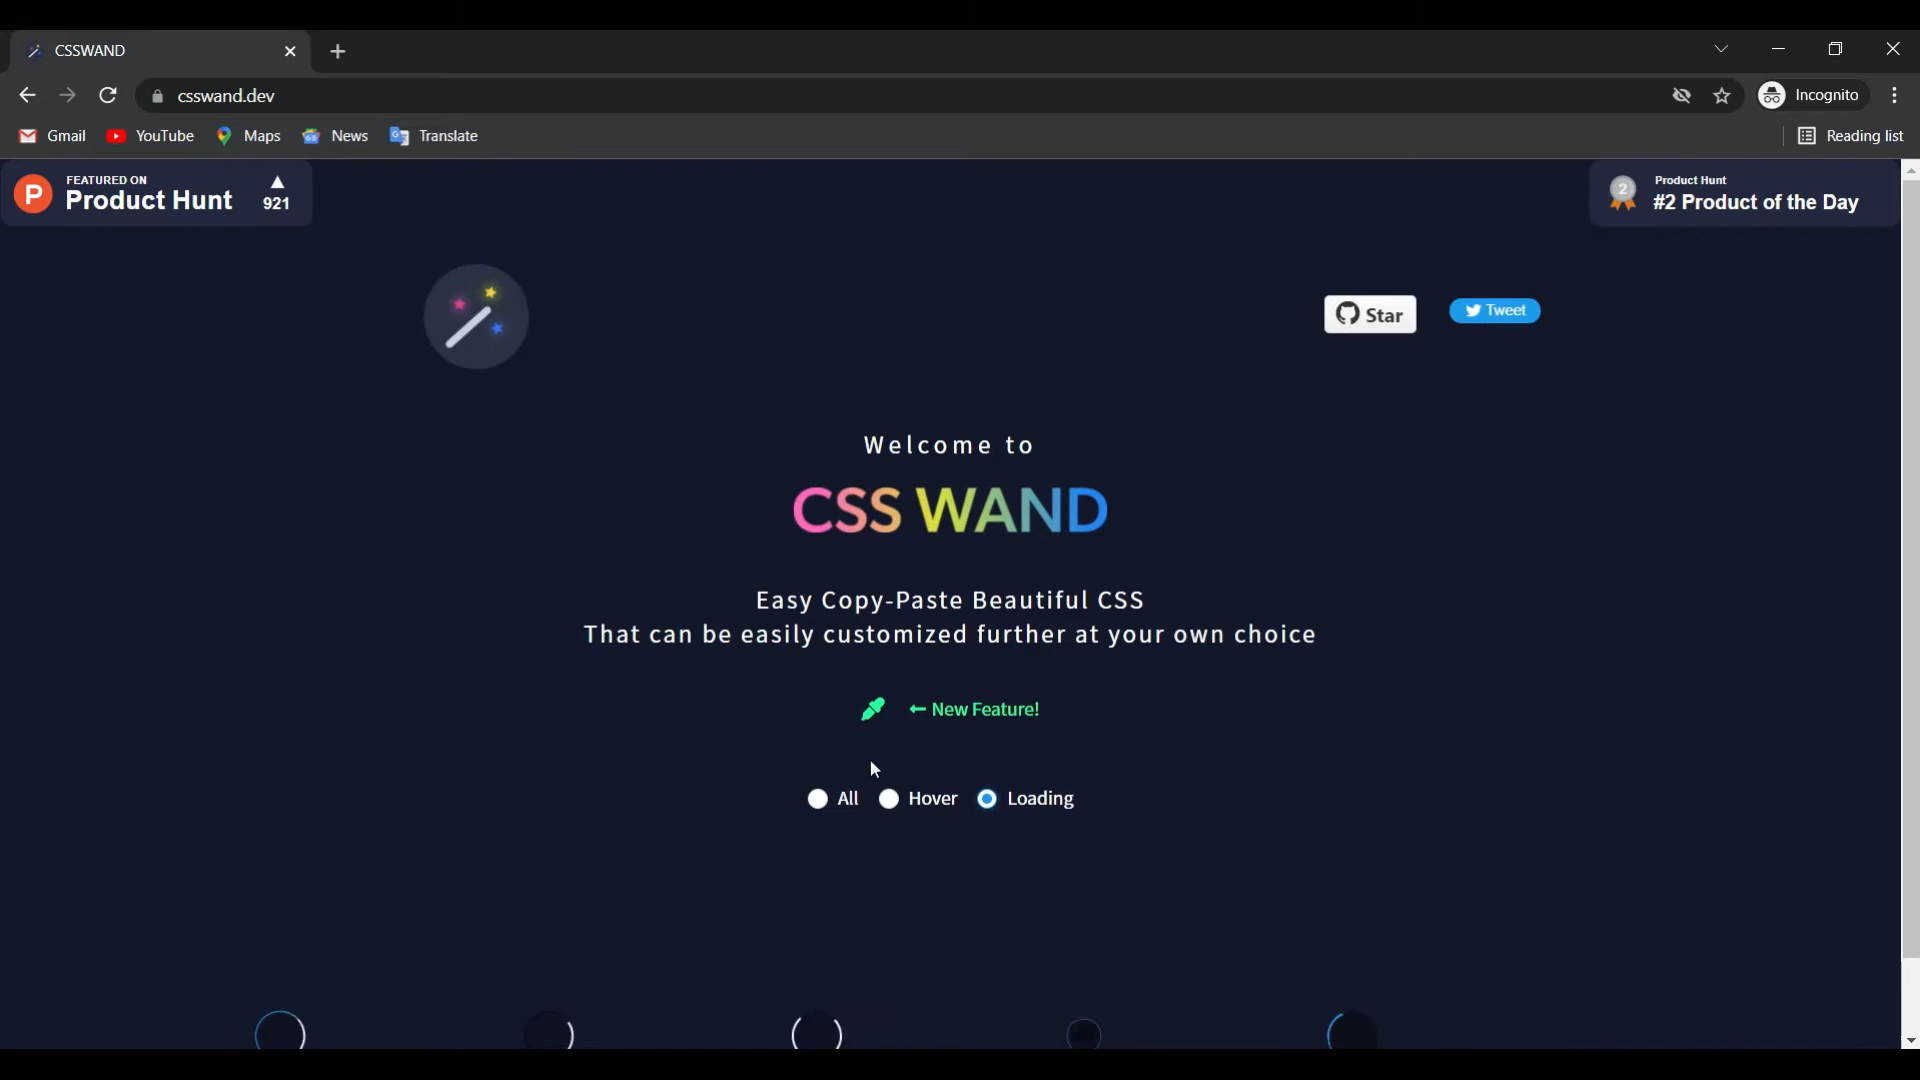 CSSWAND
csswand.dev
Incognito
Gmail YouTube Maps News Translate
Reading list
P
FEATURED ON
Product Hunt
921
2
Product Hunt
#2 Product of the Day
Star
Tweet
Welcome to
CSS WAND
Easy Copy-Paste Beautiful CSS
That can be easily customized further at your own choice
← New Feature!
All Hover Loading